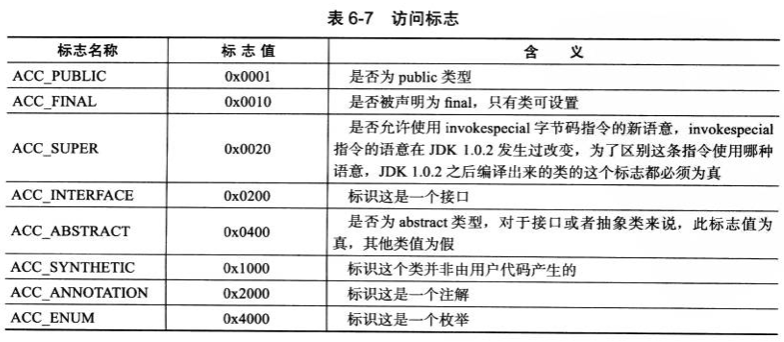 表 6-7 访问标志
标志名称 标 志 值 含 义
ACC_PUBLIC 0x0001 是否为 public 类型
ACC_FINAL 0x0010 是否被声明为 final，只有类可设置
ACC_SUPER 0x0020 是否允许使用 invokespecial 字节码指令的新语意，invokespecial
指令的语意在 JDK 1.0.2 发生过改变，为了区别这条指令使用哪种
语意，JDK 1.0.2 之后编译出来的类的这个标志都必须为真
ACC_INTERFACE 0x0200 标识这是一个接口
ACC_ABSTRACT 0x0400 是否为 abstract 类型，对于接口或者抽象类来说，此标志值为
真，其他类值为假
ACC_SYNTHETIC 0x1000 标识这个类并非由用户代码产生的
ACC_ANNOTATION 0x2000 标识这是一个注解
ACC_ENUM 0x4000 标识这是一个枚举